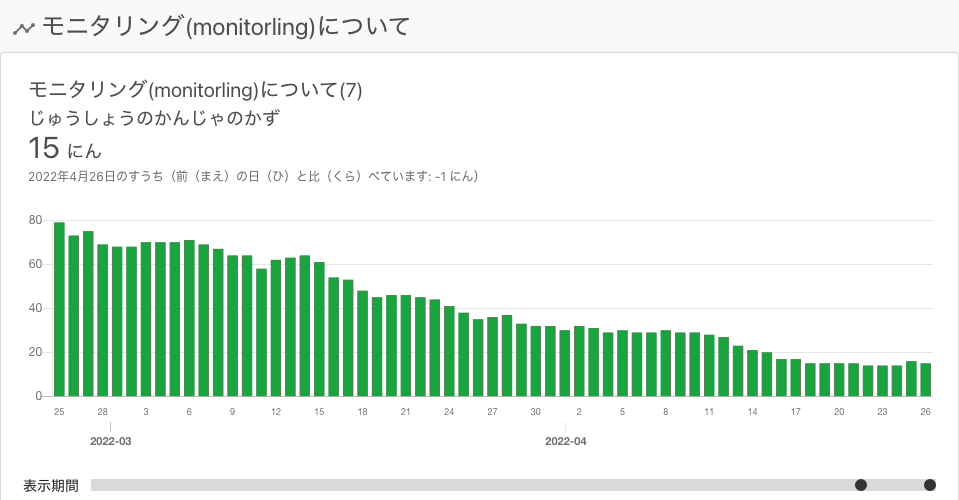 モニタリング(monitorling)について
モニタリング(monitorling)について(7)
じゅうしょうのかんじゃのかず
15 にん
2022年4月26日のすうち（前（まえ）の日（ひ）と比（くら）べています: -1 にん）
80
60
40
20
0
25 28 3 6 9 12 15 18 21 24 27 30 2 5 8 11 14 17 20 23 26
2022-03 2022-04
表示期間